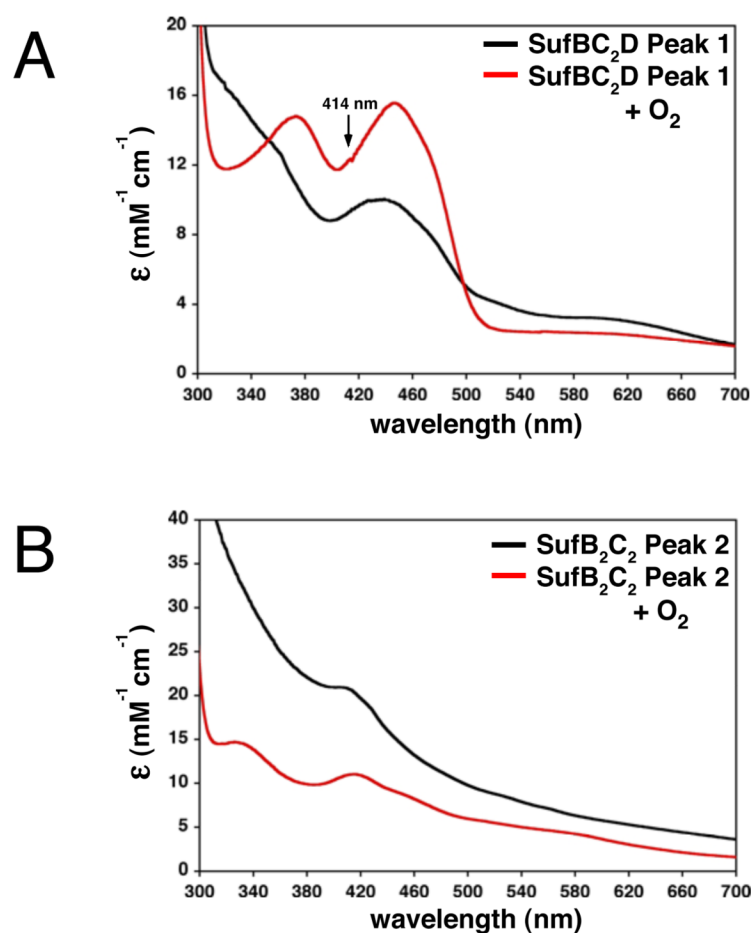 A
20
16
12
8
4
0
ε (mM⁻¹ cm⁻¹)
SufBC₂D Peak 1
SufBC₂D Peak 1
+ O₂
414 nm
300 340 380 420 460 500 540 580 620 660 700
wavelength (nm)
B
40
35
30
25
20
15
10
5
0
ε (mM⁻¹ cm⁻¹)
SufB₂C₂ Peak 2
SufB₂C₂ Peak 2
+ O₂
300 340 380 420 460 500 540 580 620 660 700
wavelength (nm)